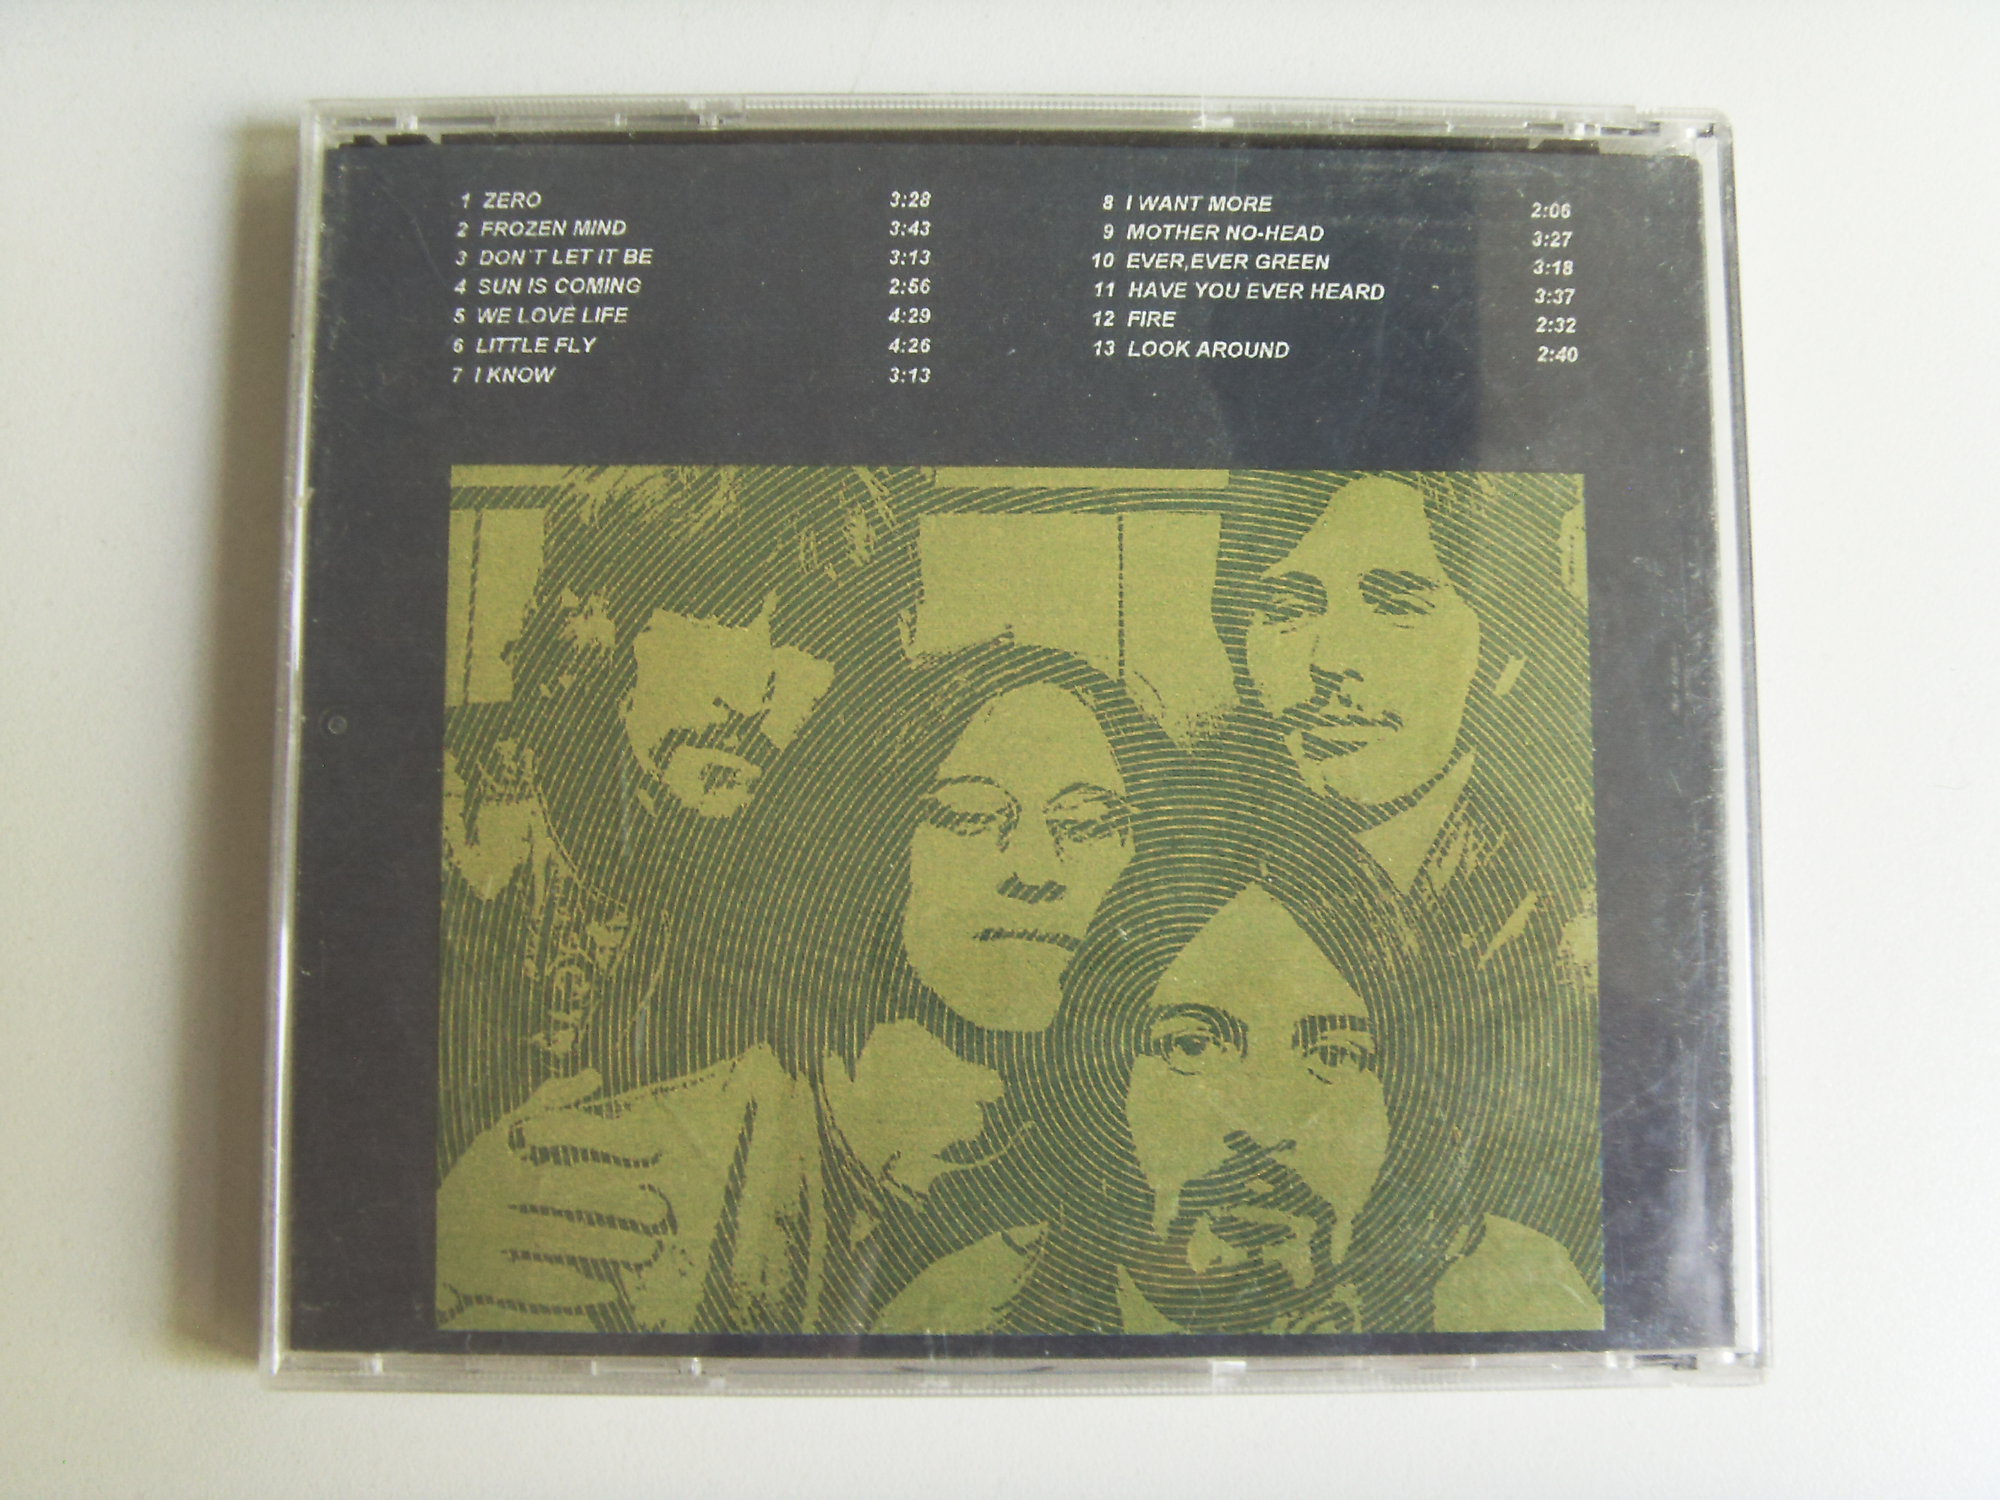 1 ZERO 3:28
2 FROZEN MIND 3:43
3 DON'T LET IT BE 3:13
4 SUN IS COMING 2:56
5 WE LOVE LIFE 4:29
6 LITTLE FLY 4:26
7 I KNOW 3:13
8 I WANT MORE 2:06
9 MOTHER NO-HEAD 3:27
10 EVER,EVER GREEN 3:18
11 HAVE YOU EVER HEARD 3:37
12 FIRE 2:32
13 LOOK AROUND 2:40